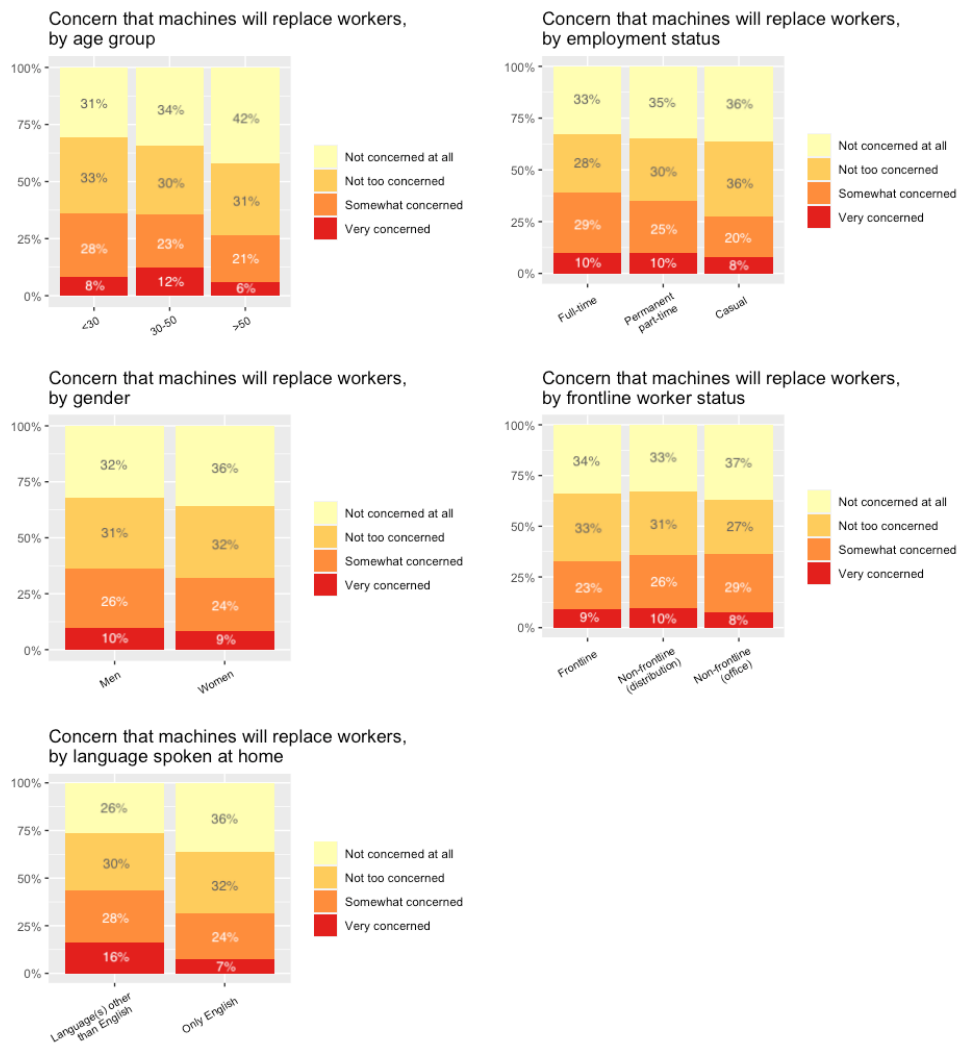 Concern that machines will replace workers,
by age group
100%
75%
50%
25%
0%
31%
34%
42%
33%
30%
31%
28%
23%
21%
8%
12%
6%
<30
30-50
>50
Not concerned at all
Not too concerned
Somewhat concerned
Very concerned
Concern that machines will replace workers,
by employment status
100%
75%
50%
25%
0%
33%
35%
36%
28%
30%
36%
29%
25%
20%
10%
10%
8%
Full-time
Permanent
part-time
Casual
Not concerned at all
Not too concerned
Somewhat concerned
Very concerned
Concern that machines will replace workers,
by gender
100%
75%
50%
25%
0%
32%
36%
31%
32%
26%
24%
10%
9%
Men
Women
Not concerned at all
Not too concerned
Somewhat concerned
Very concerned
Concern that machines will replace workers,
by frontline worker status
100%
75%
50%
25%
0%
34%
33%
37%
33%
31%
27%
23%
26%
29%
9%
10%
8%
Frontline
Non-frontline
(distribution)
Non-frontline
(office)
Not concerned at all
Not too concerned
Somewhat concerned
Very concerned
Concern that machines will replace workers,
by language spoken at home
100%
75%
50%
25%
0%
26%
36%
30%
32%
28%
24%
16%
7%
Language(s) other
than English
Only English
Not concerned at all
Not too concerned
Somewhat concerned
Very concerned